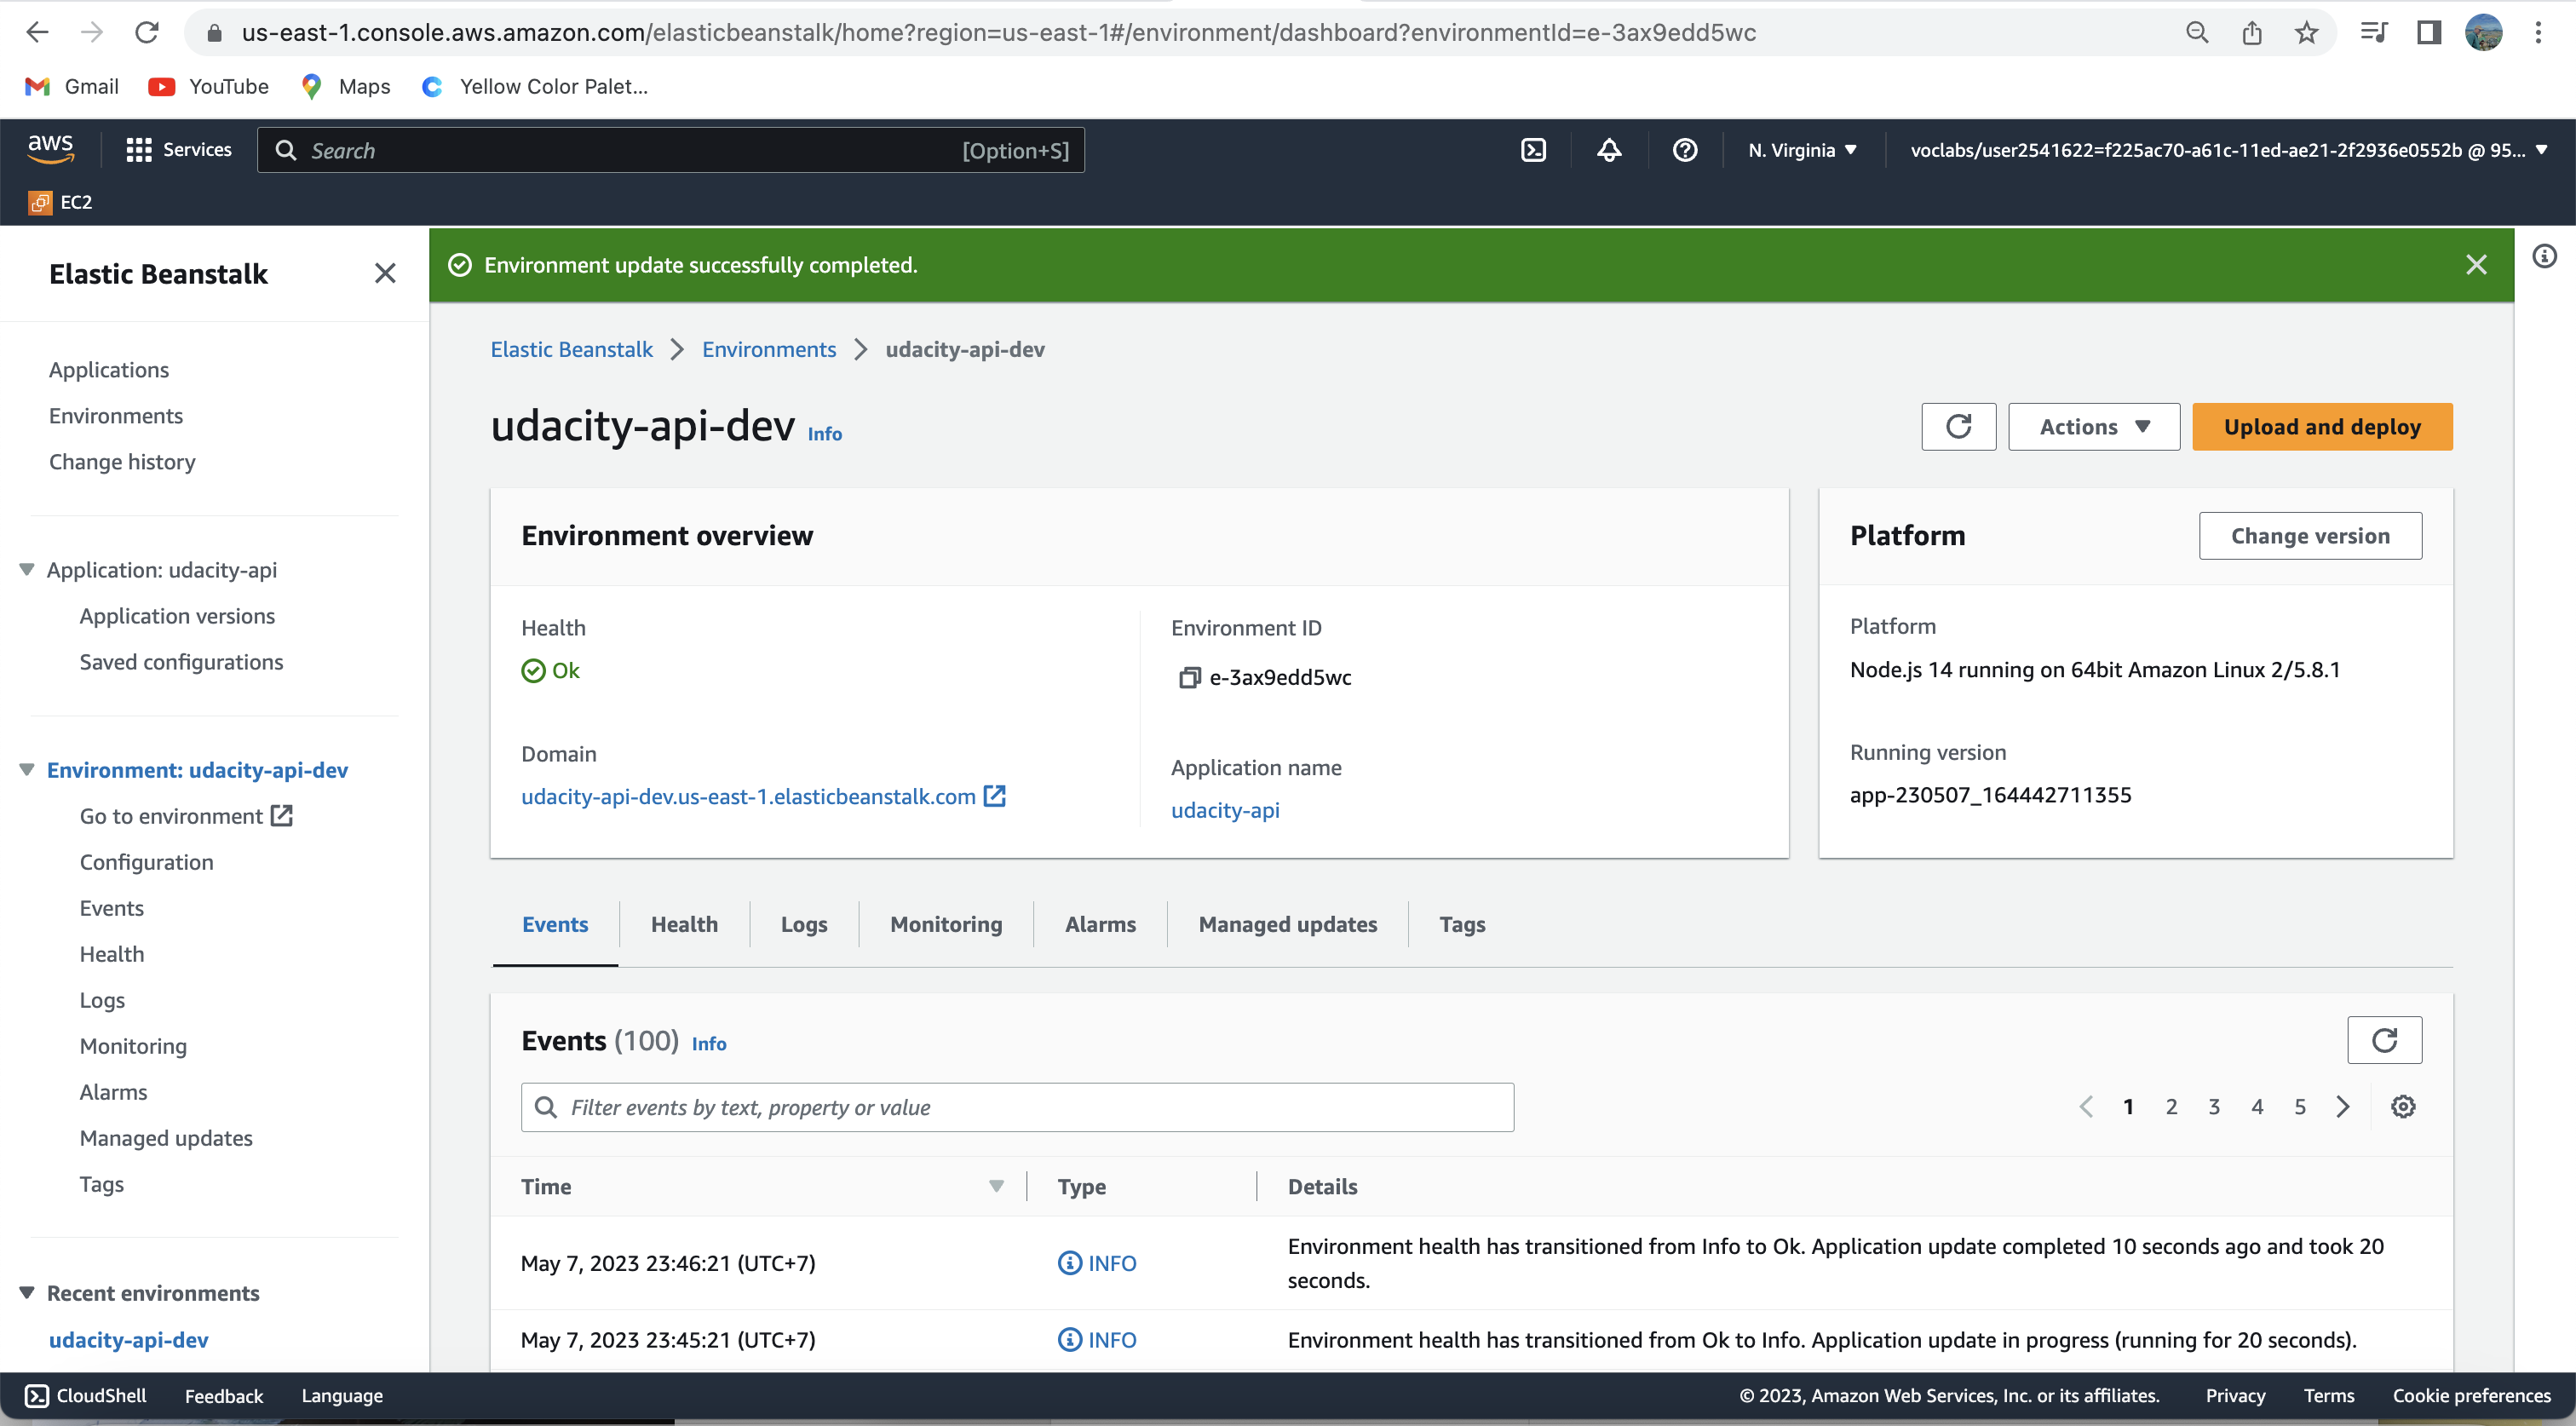 us-east-1.console.aws.amazon.com/elasticbeanstalk/home?region=us-east-1#/environment/dashboard?environmentId=e-3ax9edd5wc
Gmail YouTube Maps Yellow Color Palet...
aws Services Search [Option+S] N. Virginia voclabs/user2541622=f225ac70-a61c-11ed-ae21-2f2936e0552b @ 95...
EC2
Elastic Beanstalk
Applications
Environments
Change history
Application: udacity-api
Application versions
Saved configurations
Environment: udacity-api-dev
Go to environment
Configuration
Events
Health
Logs
Monitoring
Alarms
Managed updates
Tags
Recent environments
udacity-api-dev
Environment update successfully completed.
Elastic Beanstalk Environments udacity-api-dev
udacity-api-dev Info
Actions Upload and deploy
Environment overview
Health
Ok
Domain
udacity-api-dev.us-east-1.elasticbeanstalk.com
Environment ID
e-3ax9edd5wc
Application name
udacity-api
Platform Change version
Platform
Node.js 14 running on 64bit Amazon Linux 2/5.8.1
Running version
app-230507_164442711355
Events Health Logs Monitoring Alarms Managed updates Tags
Events (100) Info
Filter events by text, property or value
1 2 3 4 5
Time Type Details
May 7, 2023 23:46:21 (UTC+7) INFO Environment health has transitioned from Info to Ok. Application update completed 10 seconds ago and took 20
seconds.
May 7, 2023 23:45:21 (UTC+7) INFO Environment health has transitioned from Ok to Info. Application update in progress (running for 20 seconds).
CloudShell Feedback Language © 2023, Amazon Web Services, Inc. or its affiliates. Privacy Terms Cookie preferences